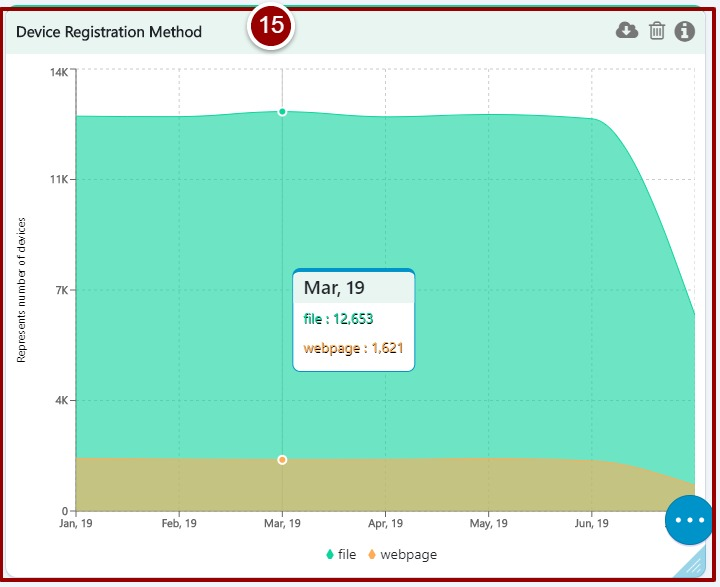 15
Device Registration Method
14K
11K
7K
4K
0
Represents number of devices
Mar, 19
file : 12,653
webpage : 1,621
Jan, 19
Feb, 19
Mar, 19
Apr, 19
May, 19
Jun, 19
file
webpage